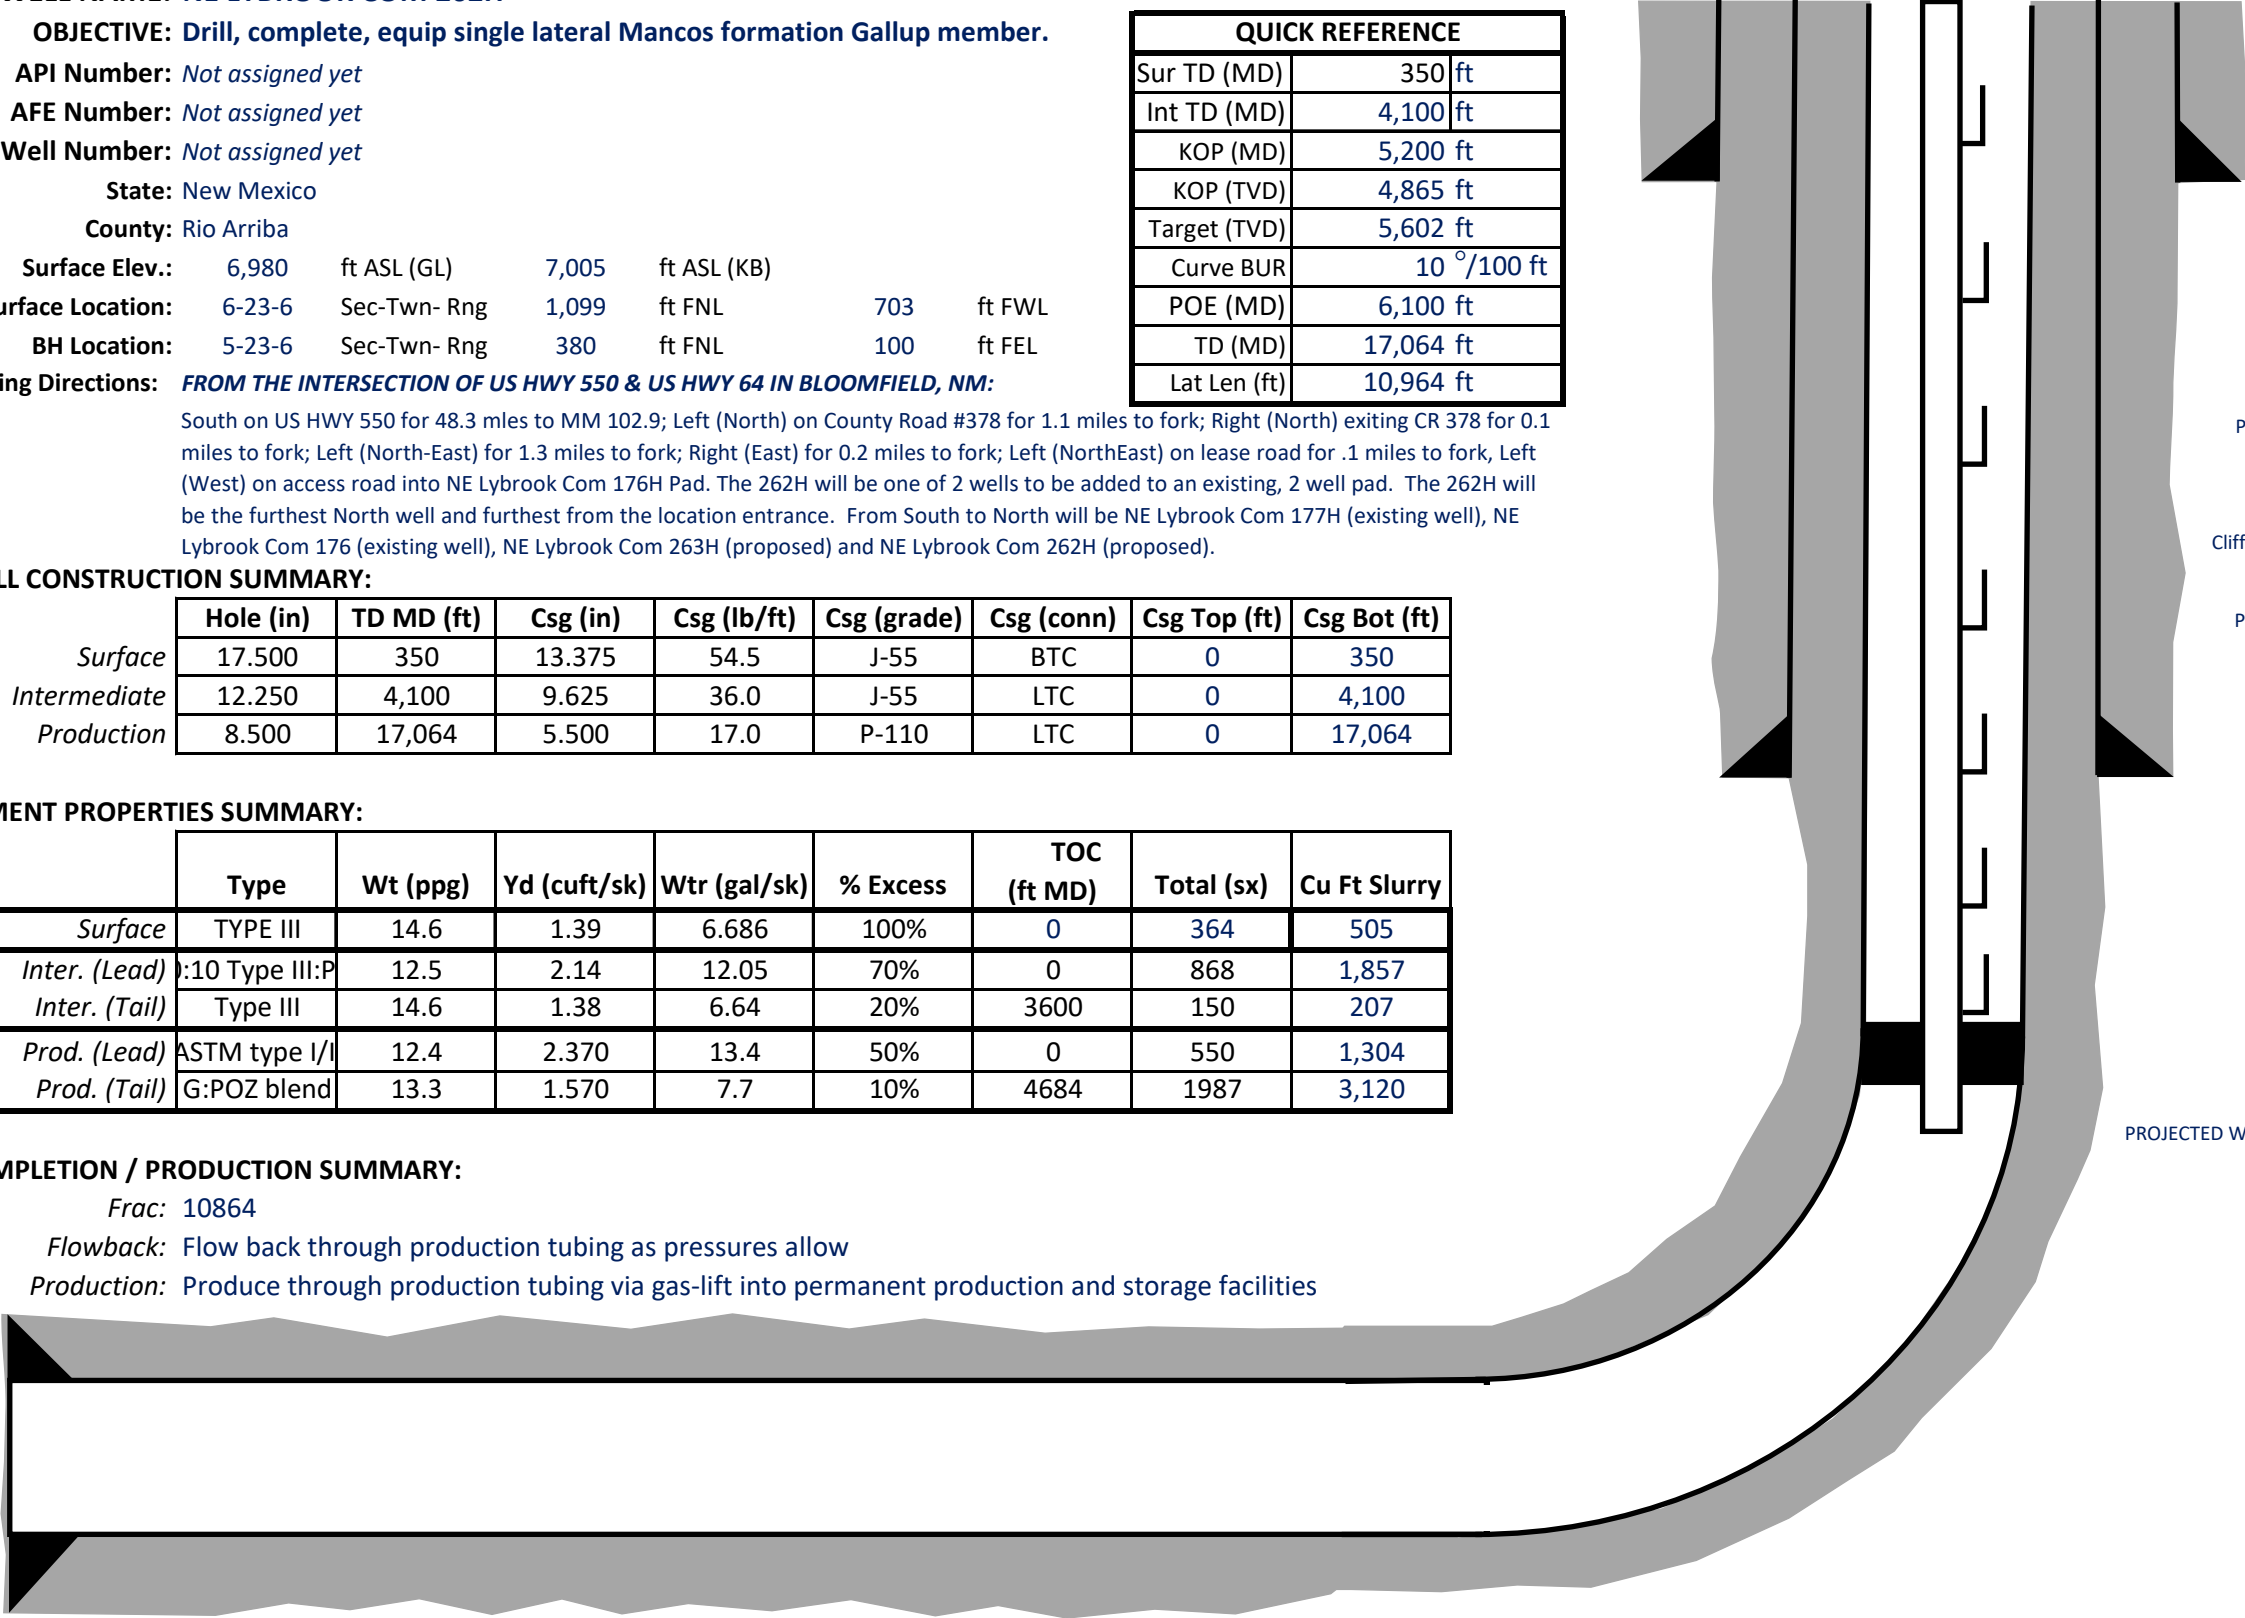 OBJECTIVE: Drill, complete, equip single lateral Mancos formation Gallup member.
API Number: Not assigned yet
AFE Number: Not assigned yet
Well Number: Not assigned yet
State: New Mexico
County: Rio Arriba
Surface Elev.: 6,980 ft ASL (GL) 7,005 ft ASL (KB)
Location: 6-23-6 Sec-Twn- Rng 1,099 ft FNL 703 ft FWL
BH Location: 5-23-6 Sec-Twn- Rng 380 ft FNL 100 ft FEL
QUICK REFERENCE
Sur TD (MD) 350 ft
Int TD (MD) 4,100 ft
KOP (MD) 5,200 ft
KOP (TVD) 4,865 ft
Target (TVD) 5,602 ft
Curve BUR 10 °/100 ft
POE (MD) 6,100 ft
TD (MD) 17,064 ft
Lat Len (ft) 10,964 ft
Directions: FROM THE INTERSECTION OF US HWY 550 & US HWY 64 IN BLOOMFIELD, NM:
South on US HWY 550 for 48.3 mles to MM 102.9; Left (North) on County Road #378 for 1.1 miles to fork; Right (North) exiting CR 378 for 0.1
miles to fork; Left (North-East) for 1.3 miles to fork; Right (East) for 0.2 miles to fork; Left (NorthEast) on lease road for .1 miles to fork, Left
(West) on access road into NE Lybrook Com 176H Pad. The 262H will be one of 2 wells to be added to an existing, 2 well pad. The 262H will
be the furthest North well and furthest from the location entrance. From South to North will be NE Lybrook Com 177H (existing well), NE
Lybrook Com 176 (existing well), NE Lybrook Com 263H (proposed) and NE Lybrook Com 262H (proposed).
CONSTRUCTION SUMMARY:
Hole (in) TD MD (ft) Csg (in) Csg (lb/ft) Csg (grade) Csg (conn) Csg Top (ft) Csg Bot (ft)
Surface 17.500 350 13.375 54.5 J-55 BTC 0 350
Intermediate 12.250 4,100 9.625 36.0 J-55 LTC 0 4,100
Production 8.500 17,064 5.500 17.0 P-110 LTC 0 17,064
PROPERTIES SUMMARY:
Type Wt (ppg) Yd (cuft/sk) Wtr (gal/sk) % Excess TOC (ft MD) Total (sx) Cu Ft Slurry
Surface TYPE III 14.6 1.39 6.686 100% 0 364 505
Inter. (Lead) :10 Type III:P 12.5 2.14 12.05 70% 0 868 1,857
Inter. (Tail) Type III 14.6 1.38 6.64 20% 3600 150 207
Prod. (Lead) ASTM type I/I 12.4 2.370 13.4 50% 0 550 1,304
Prod. (Tail) G:POZ blend 13.3 1.570 7.7 10% 4684 1987 3,120
/ PRODUCTION SUMMARY:
Frac: 10864
Flowback: Flow back through production tubing as pressures allow
Production: Produce through production tubing via gas-lift into permanent production and storage facilities
P
Cliff
P
PROJECTED W